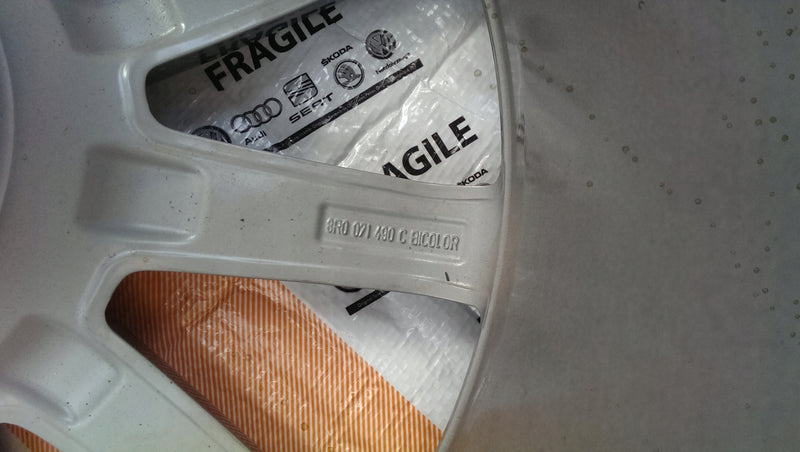 FRAGILE
ŠKODA
SEAT
Audi
FRAGILE
ŠKODA
8R0 071 490 C BICOLOR